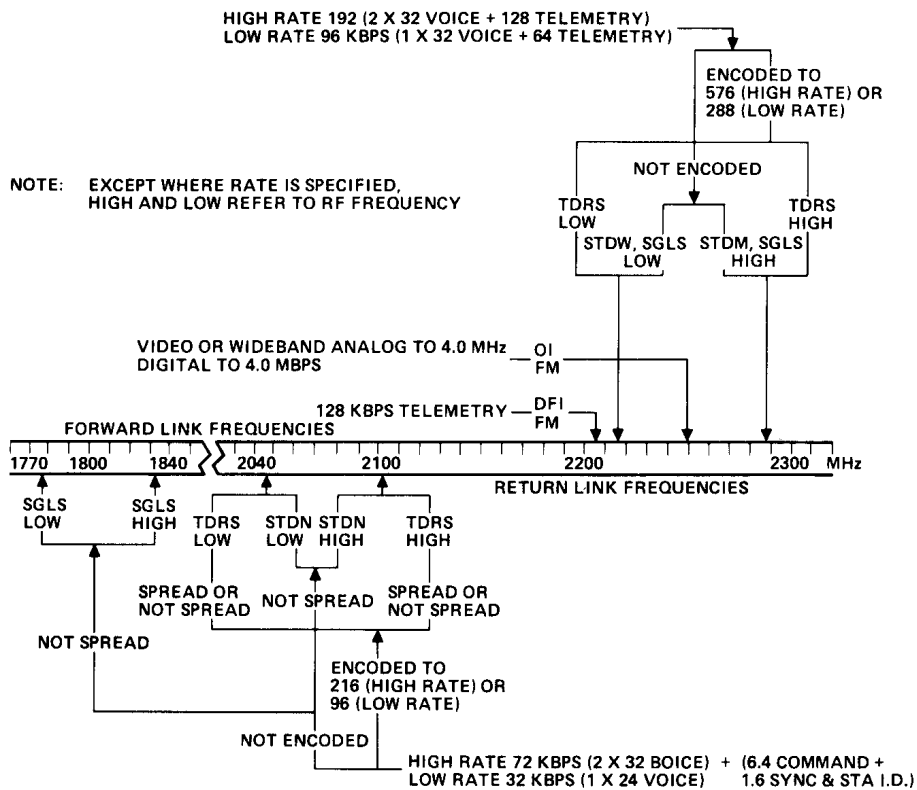 HIGH RATE 192 (2 X 32 VOICE + 128 TELEMETRY)
LOW RATE 96 KBPS (1 X 32 VOICE + 64 TELEMETRY)
ENCODED TO
576 (HIGH RATE) OR
288 (LOW RATE)
NOT ENCODED
NOTE: EXCEPT WHERE RATE IS SPECIFIED,
HIGH AND LOW REFER TO RF FREQUENCY
TDRS
LOW
TDRS
HIGH
STDW, SGLS
LOW
STDM, SGLS
HIGH
VIDEO OR WIDEBAND ANALOG TO 4.0 MHz
DIGITAL TO 4.0 MBPS
OI
FM
128 KBPS TELEMETRY
DFI
FM
FORWARD LINK FREQUENCIES
1770 1800 1840 2040 2100 2200 2300 MHz
RETURN LINK FREQUENCIES
SGLS
LOW
SGLS
HIGH
TDRS
LOW
STDN
LOW
STDN
HIGH
TDRS
HIGH
SPREAD OR
NOT SPREAD
NOT SPREAD
SPREAD OR
NOT SPREAD
NOT SPREAD
ENCODED TO
216 (HIGH RATE) OR
96 (LOW RATE)
NOT ENCODED
HIGH RATE 72 KBPS (2 X 32 BOICE) + (6.4 COMMAND +
LOW RATE 32 KBPS (1 X 24 VOICE) 1.6 SYNC & STA I.D.)